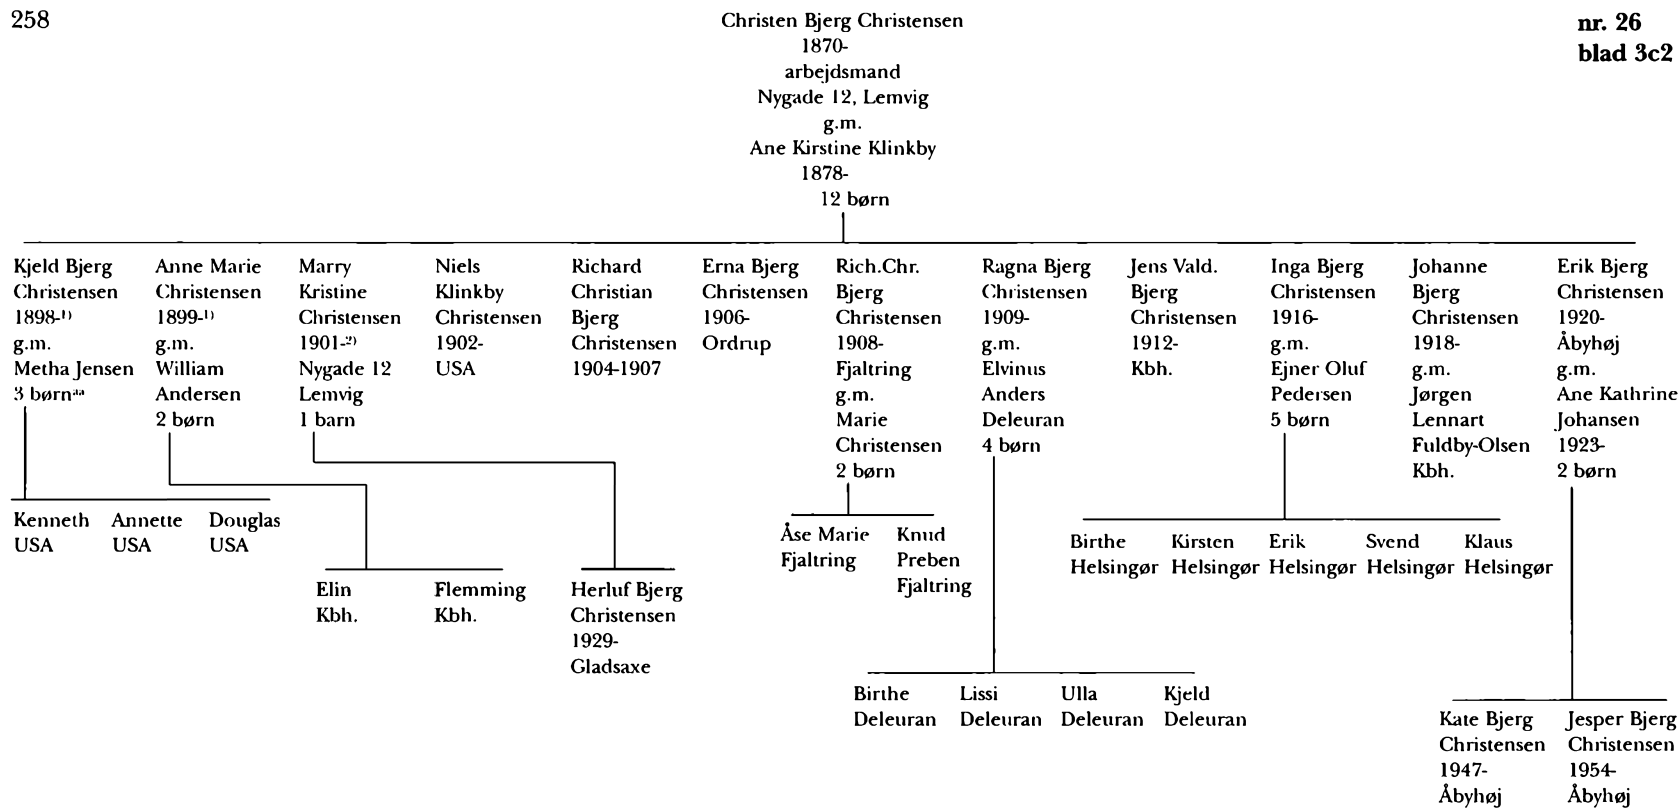 258
nr. 26
blad 3c2
Christen Bjerg Christensen
1870-
arbejdsmand
Nygade 12, Lemvig
g.m.
Ane Kirstine Klinkby
1878-
12 børn
Kjeld Bjerg
Christensen
1898-¹⁾
g.m.
Metha Jensen
3 børnᵃᵃ
Anne Marie
Christensen
1899-¹⁾
g.m.
William
Andersen
2 børn
Marry
Kristine
Christensen
1901-²⁾
Nygade 12
Lemvig
1 barn
Niels
Klinkby
Christensen
1902-
USA
Richard
Christian
Bjerg
Christensen
1904-1907
Erna Bjerg
Christensen
1906-
Ordrup
Rich.Chr.
Bjerg
Christensen
1908-
Fjaltring
g.m.
Marie
Christensen
2 børn
Ragna Bjerg
Christensen
1909-
g.m.
Elvinus
Anders
Deleuran
4 børn
Jens Vald.
Bjerg
Christensen
1912-
Kbh.
Inga Bjerg
Christensen
1916-
g.m.
Ejner Oluf
Pedersen
5 børn
Johanne
Bjerg
Christensen
1918-
g.m.
Jørgen
Lennart
Fuldby-Olsen
Kbh.
Erik Bjerg
Christensen
1920-
Åbyhøj
g.m.
Ane Kathrine
Johansen
1923-
2 børn
Kenneth
USA
Annette
USA
Douglas
USA
Elin
Kbh.
Flemming
Kbh.
Herluf Bjerg
Christensen
1929-
Gladsaxe
Åse Marie
Fjaltring
Knud
Preben
Fjaltring
Birthe
Deleuran
Lissi
Deleuran
Ulla
Deleuran
Kjeld
Deleuran
Birthe
Helsingør
Kirsten
Helsingør
Erik
Helsingør
Svend
Helsingør
Klaus
Helsingør
Kate Bjerg
Christensen
1947-
Åbyhøj
Jesper Bjerg
Christensen
1954-
Åbyhøj